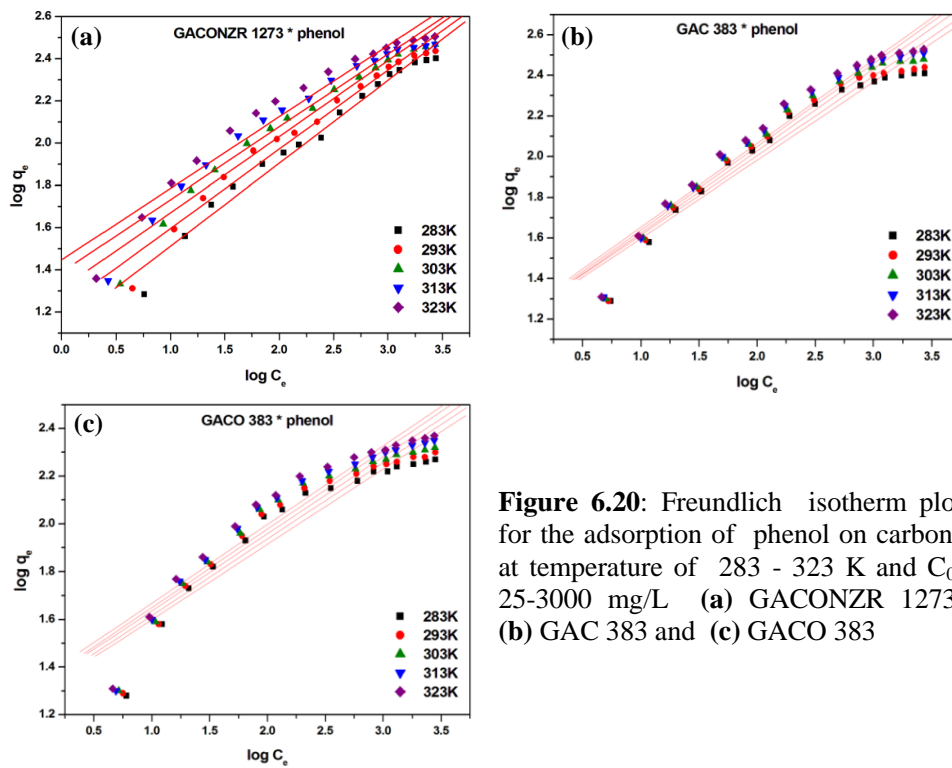 (a)
GACONZR 1273 * phenol
2.6
2.4
2.2
2.0
1.8
1.6
1.4
1.2
log qe
283K
293K
303K
313K
323K
0.0 0.5 1.0 1.5 2.0 2.5 3.0 3.5
log Ce
(b)
GAC 383 * phenol
2.6
2.4
2.2
2.0
1.8
1.6
1.4
1.2
log qe
283K
293K
303K
313K
323K
0.5 1.0 1.5 2.0 2.5 3.0 3.5
log Ce
(c)
GACO 383 * phenol
2.4
2.2
2.0
1.8
1.6
1.4
1.2
log qe
283K
293K
303K
313K
323K
0.5 1.0 1.5 2.0 2.5 3.0 3.5
log Ce
Figure 6.20: Freundlich isotherm plo
for the adsorption of phenol on carbon
at temperature of 283 - 323 K and C0
25-3000 mg/L (a) GACONZR 1273
(b) GAC 383 and (c) GACO 383